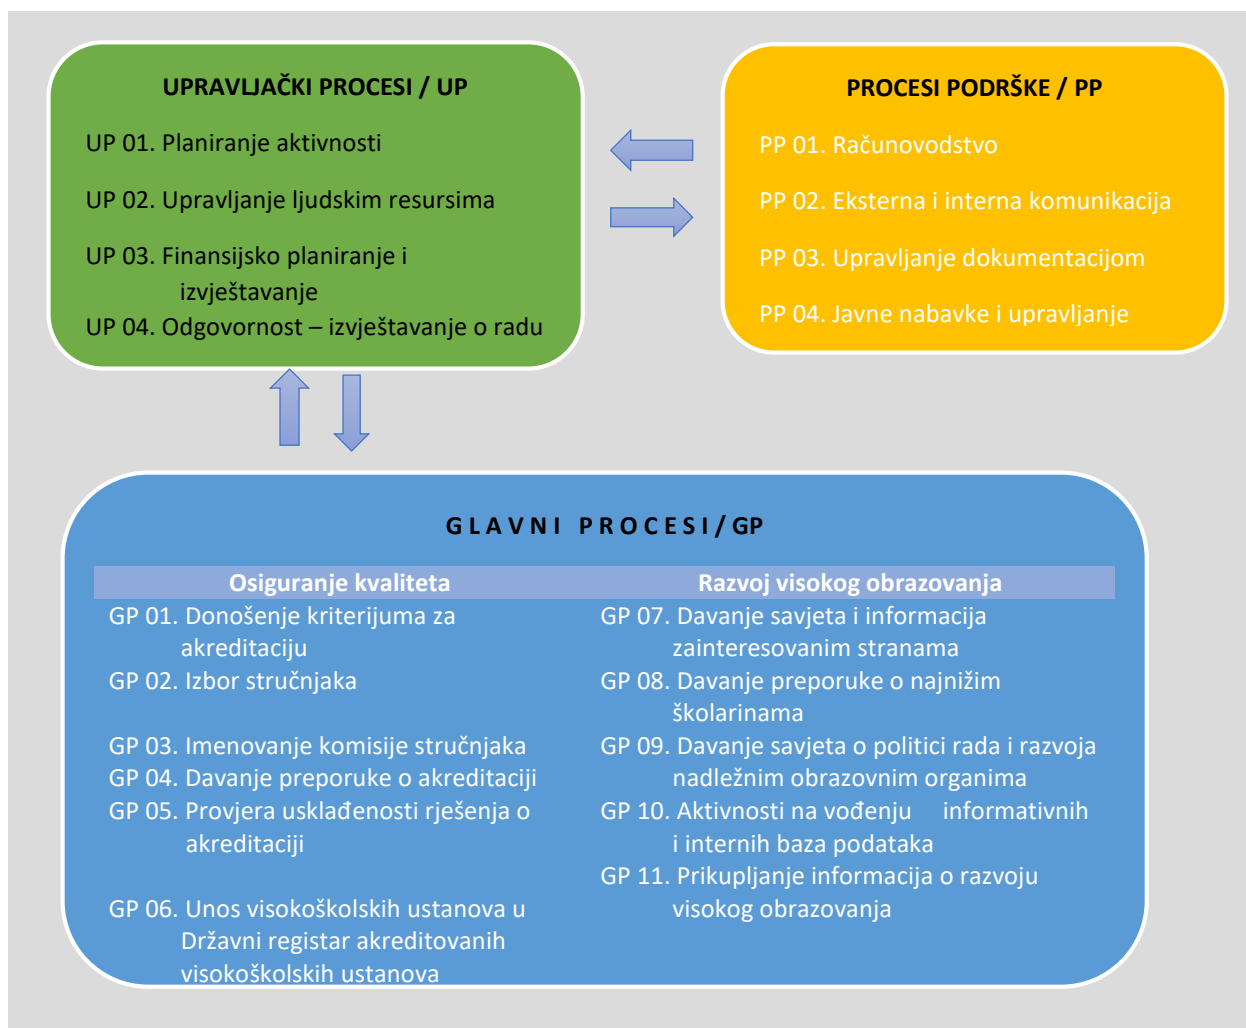 UPRAVLJAČKI PROCESI / UP
UP 01. Planiranje aktivnosti
UP 02. Upravljanje ljudskim resursima
UP 03. Finansijsko planiranje i
izvještavanje
UP 04. Odgovornost – izvještavanje o radu
PROCESI PODRŠKE / PP
PP 01. Računovodstvo
PP 02. Eksterna i interna komunikacija
PP 03. Upravljanje dokumentacijom
PP 04. Javne nabavke i upravljanje
G L A V N I P R O C E S I / GP
Osiguranje kvaliteta
GP 01. Donošenje kriterijuma za
akreditaciju
GP 02. Izbor stručnjaka
GP 03. Imenovanje komisije stručnjaka
GP 04. Davanje preporuke o akreditaciji
GP 05. Provjera usklađenosti rješenja o
akreditaciji
GP 06. Unos visokoškolskih ustanova u
Državni registar akreditovanih
visokoškolskih ustanova
Razvoj visokog obrazovanja
GP 07. Davanje savjeta i informacija
zainteresovanim stranama
GP 08. Davanje preporuke o najnižim
školarinama
GP 09. Davanje savjeta o politici rada i razvoja
nadležnim obrazovnim organima
GP 10. Aktivnosti na vođenju informativnih
i internih baza podataka
GP 11. Prikupljanje informacija o razvoju
visokog obrazovanja